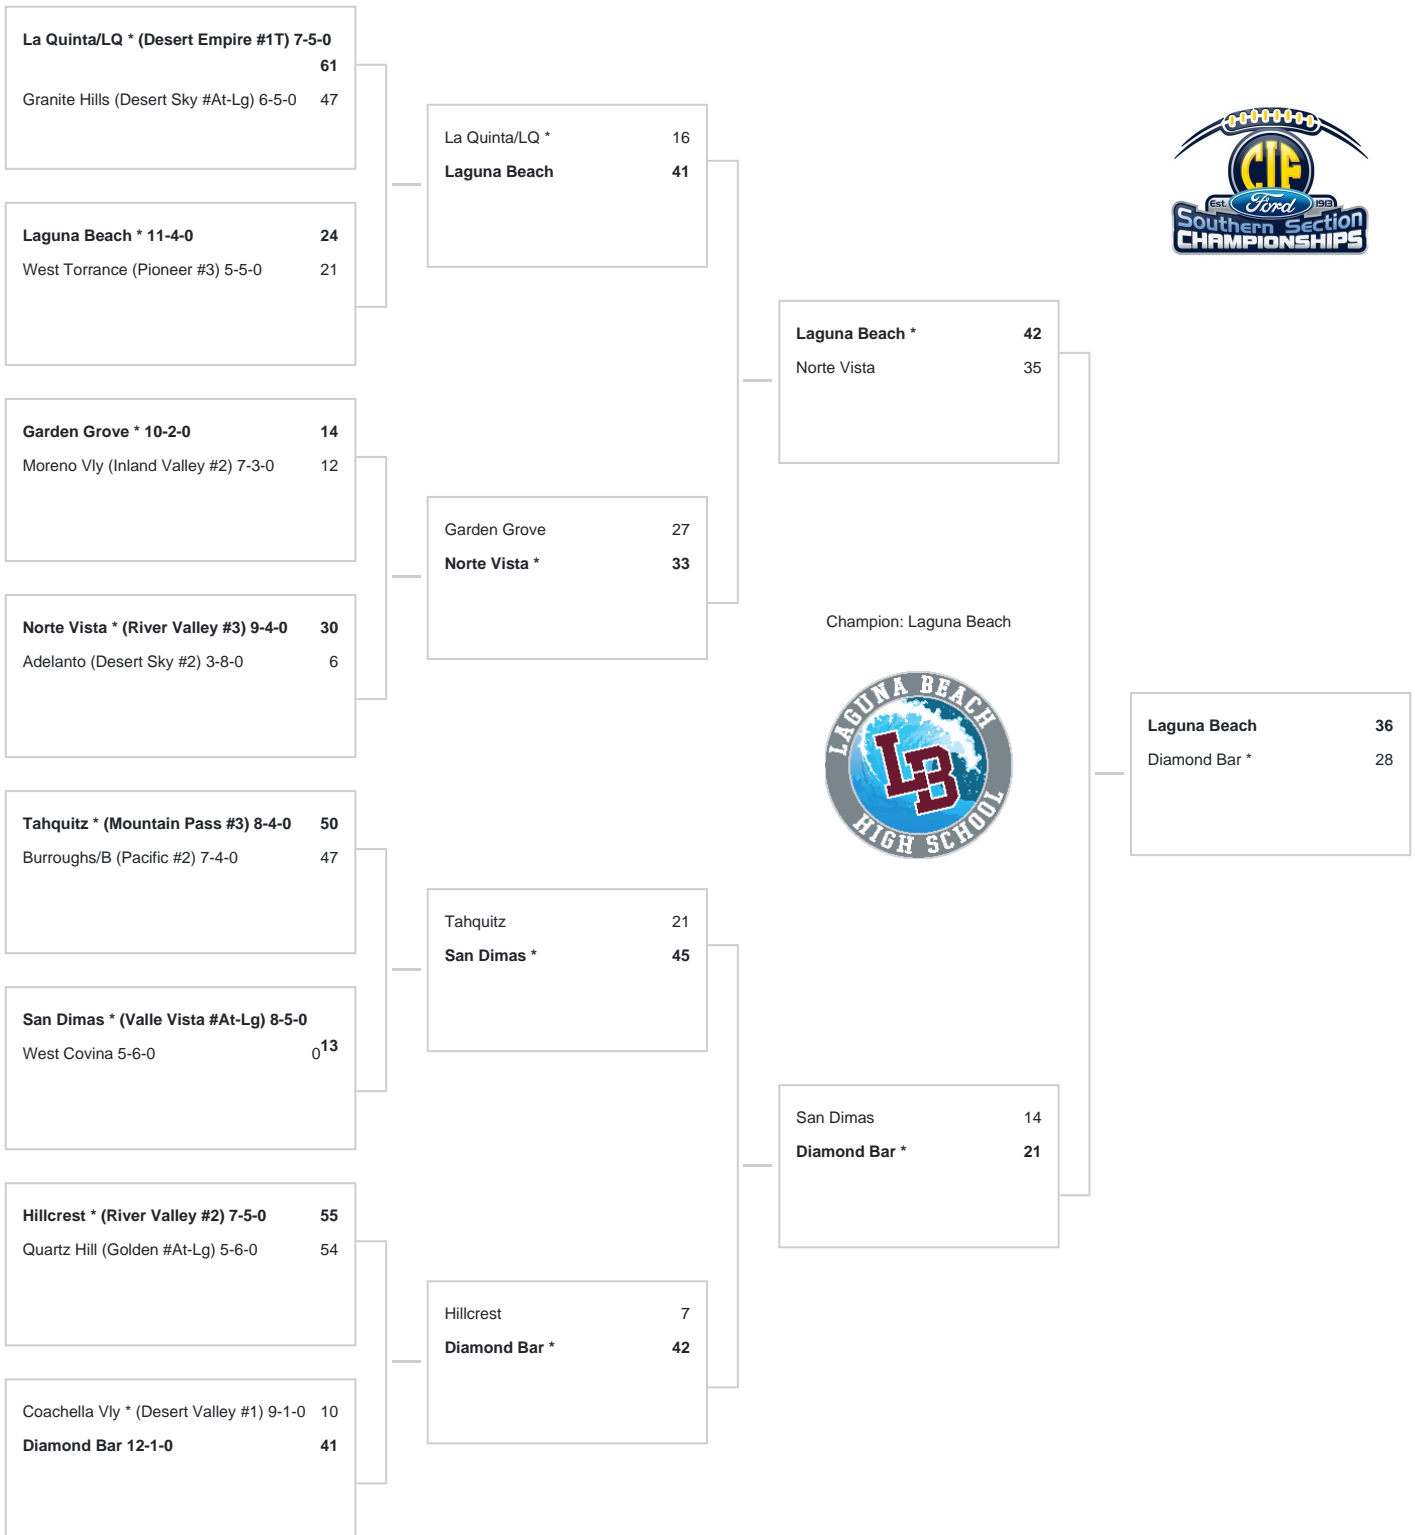 La Quinta/LQ * (Desert Empire #1T) 7-5-0
61
Granite Hills (Desert Sky #At-Lg) 6-5-0 47
Laguna Beach * 11-4-0 24
West Torrance (Pioneer #3) 5-5-0 21
Garden Grove * 10-2-0 14
Moreno Vly (Inland Valley #2) 7-3-0 12
Norte Vista * (River Valley #3) 9-4-0 30
Adelanto (Desert Sky #2) 3-8-0 6
Tahquitz * (Mountain Pass #3) 8-4-0 50
Burroughs/B (Pacific #2) 7-4-0 47
San Dimas * (Valle Vista #At-Lg) 8-5-0
13
West Covina 5-6-0 0
Hillcrest * (River Valley #2) 7-5-0 55
Quartz Hill (Golden #At-Lg) 5-6-0 54
Coachella Vly * (Desert Valley #1) 9-1-0 10
Diamond Bar 12-1-0 41
La Quinta/LQ * 16
Laguna Beach 41
Garden Grove 27
Norte Vista * 33
Tahquitz 21
San Dimas * 45
Hillcrest 7
Diamond Bar * 42
Laguna Beach * 42
Norte Vista 35
San Dimas 14
Diamond Bar * 21
Champion: Laguna Beach
LAGUNA BEACH
LB
HIGH SCHOOL
Laguna Beach 36
Diamond Bar * 28
CIF
Est. Ford 1913
Southern Section
CHAMPIONSHIPS